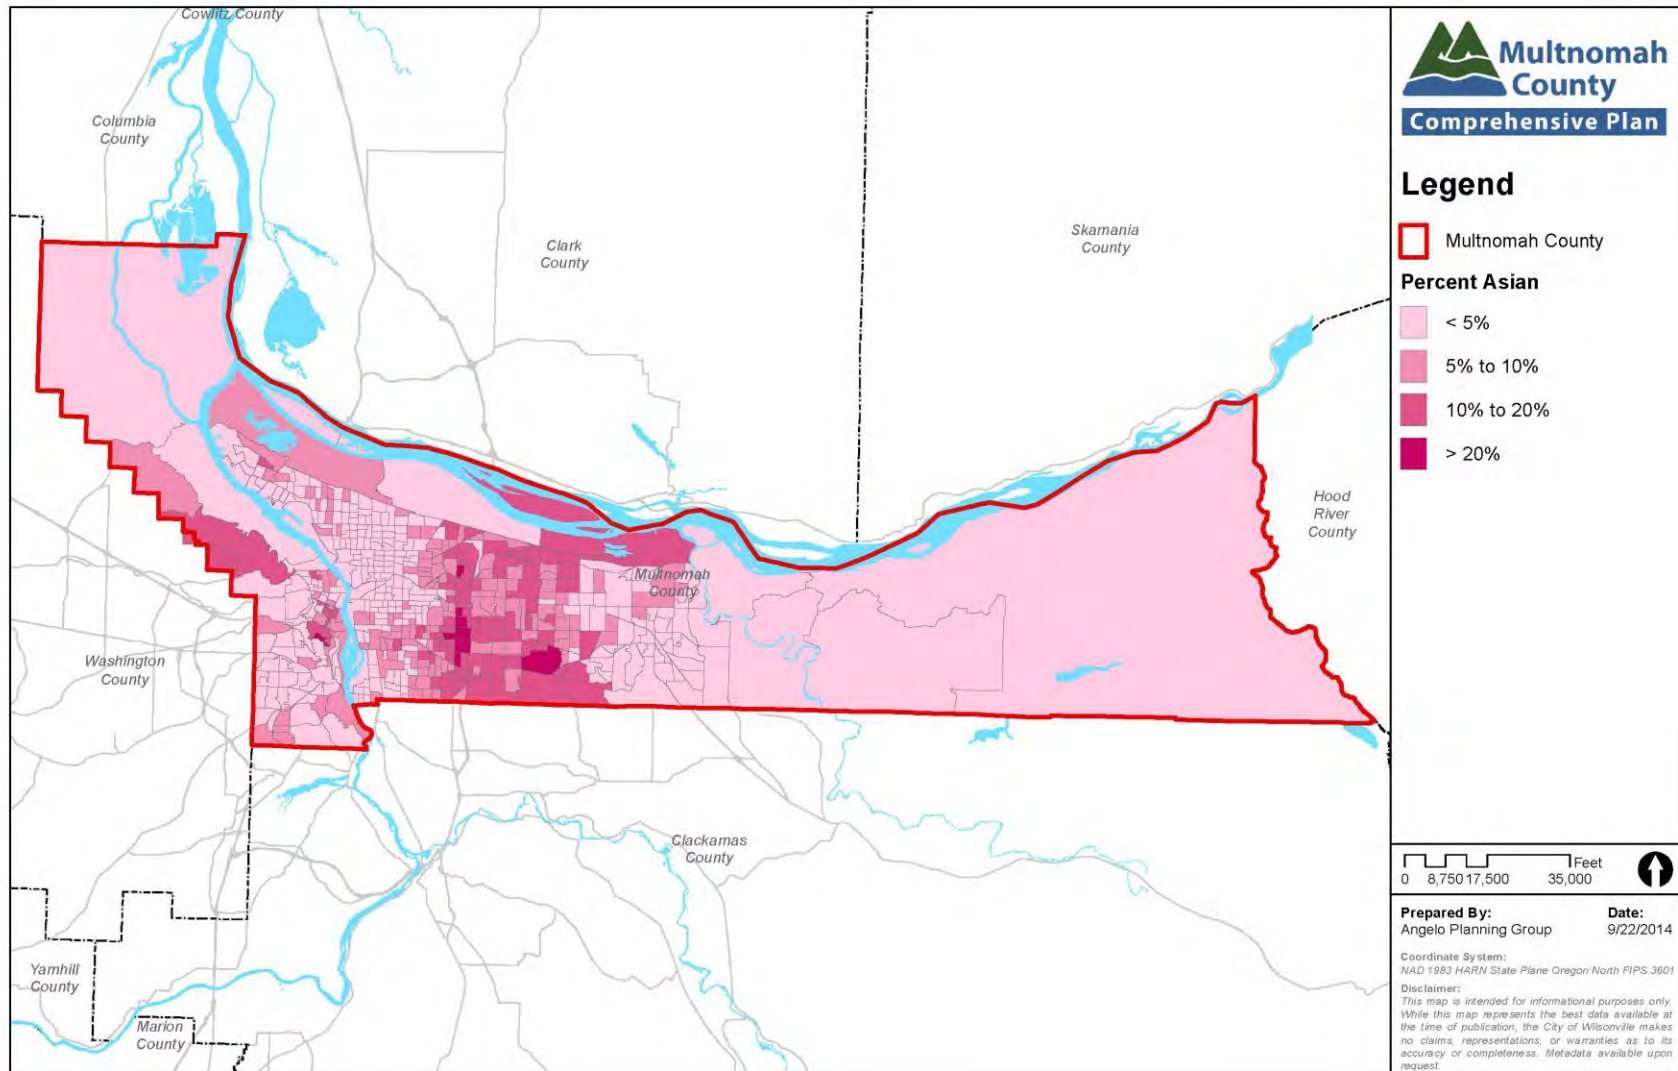 Cowlitz County
Columbia
County
Clark
County
Skamania
County
Hood
River
County
Multnomah
County
Washington
County
Clackamas
County
Yamhill
County
Marion
County
Multnomah
County
Comprehensive Plan
Legend
Multnomah County
Percent Asian
< 5%
5% to 10%
10% to 20%
> 20%
Feet
0 8,750 17,500 35,000
Prepared By: Date:
Angelo Planning Group 9/22/2014
Coordinate System:
NAD 1983 HARN State Plane Oregon North FIPS 3601
Disclaimer:
This map is intended for informational purposes only.
While this map represents the best data available at
the time of publication, the City of Wilsonville makes
no claims, representations, or warranties as to its
accuracy or completeness. Metadata available upon
request.